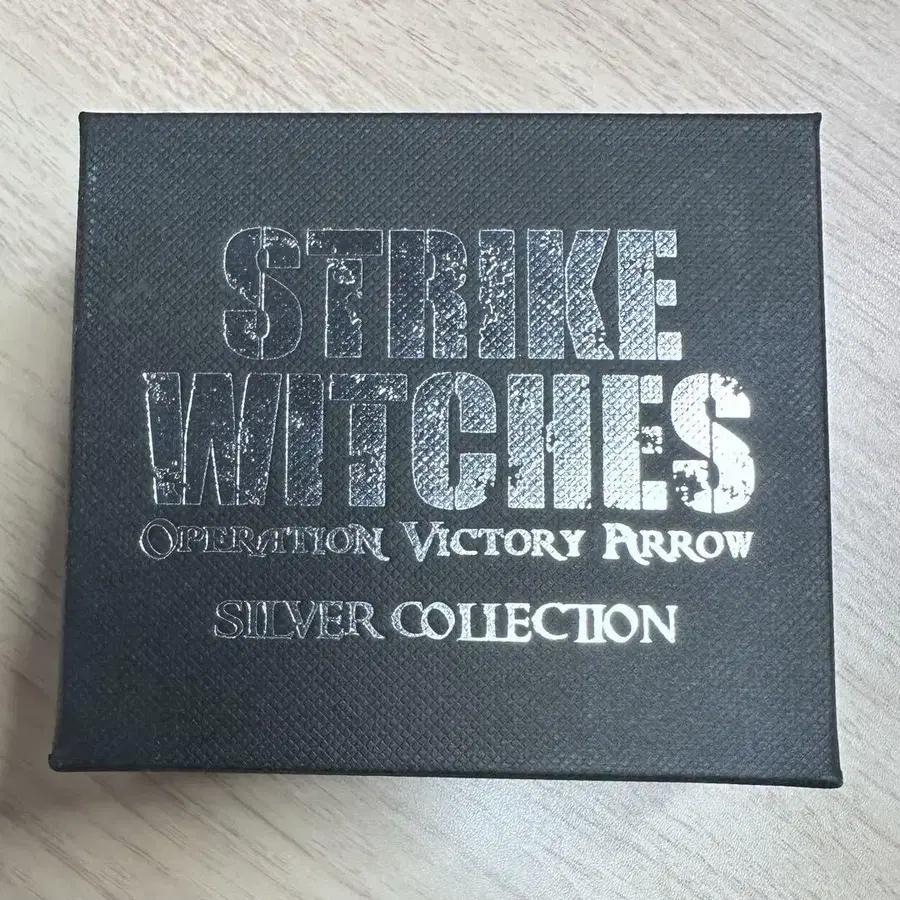 STRIKE
WITCHES
OPERATION VICTORY ARROW
SILVER COLLECTION